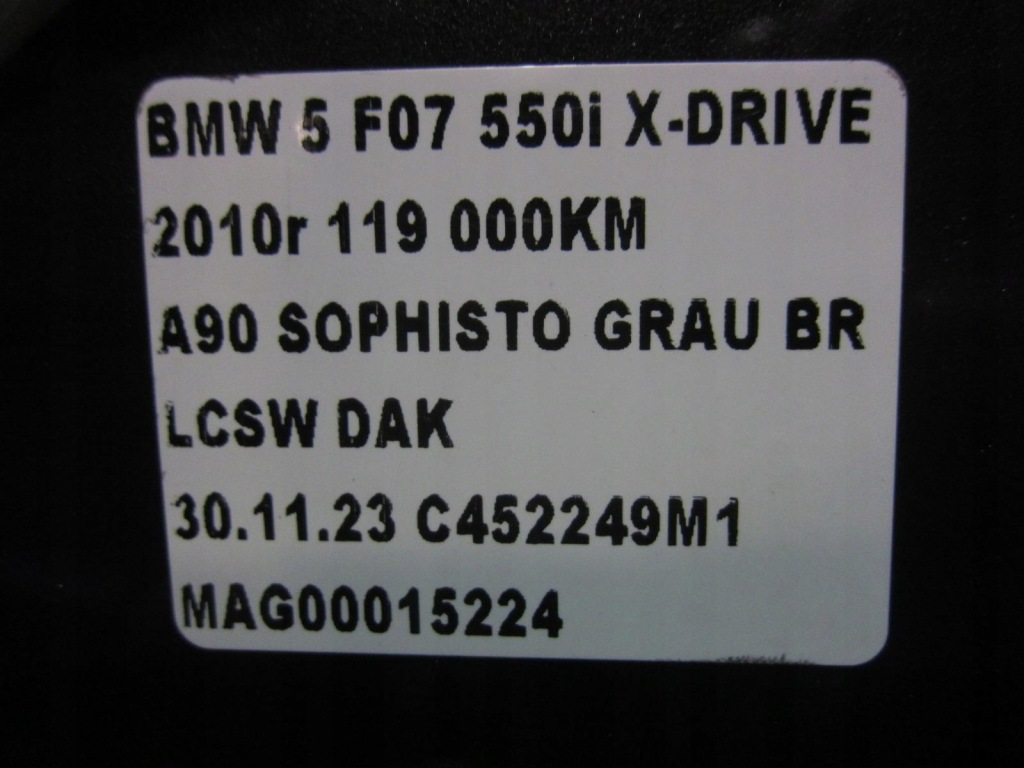 BMW 5 F07 550i X-DRIVE
2010r 119 000KM
A90 SOPHISTO GRAU BR
LCSW DAK
30.11.23 C452249M1
MAG00015224